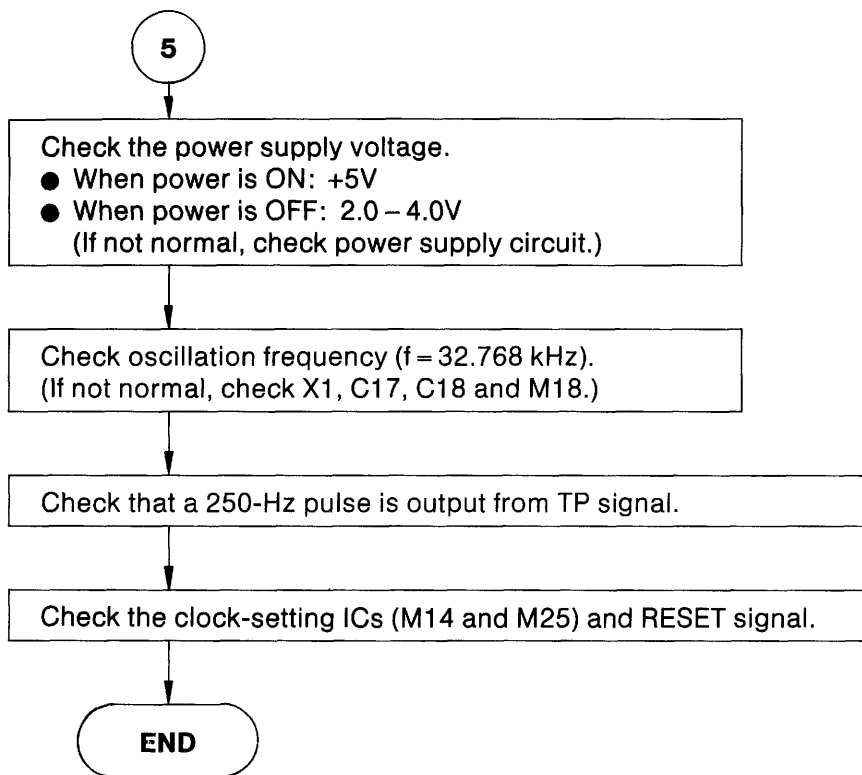 5
Check the power supply voltage.
● When power is ON: +5V
● When power is OFF: 2.0 – 4.0V
(If not normal, check power supply circuit.)
Check oscillation frequency (f = 32.768 kHz).
(If not normal, check X1, C17, C18 and M18.)
Check that a 250-Hz pulse is output from TP signal.
Check the clock-setting ICs (M14 and M25) and RESET signal.
END